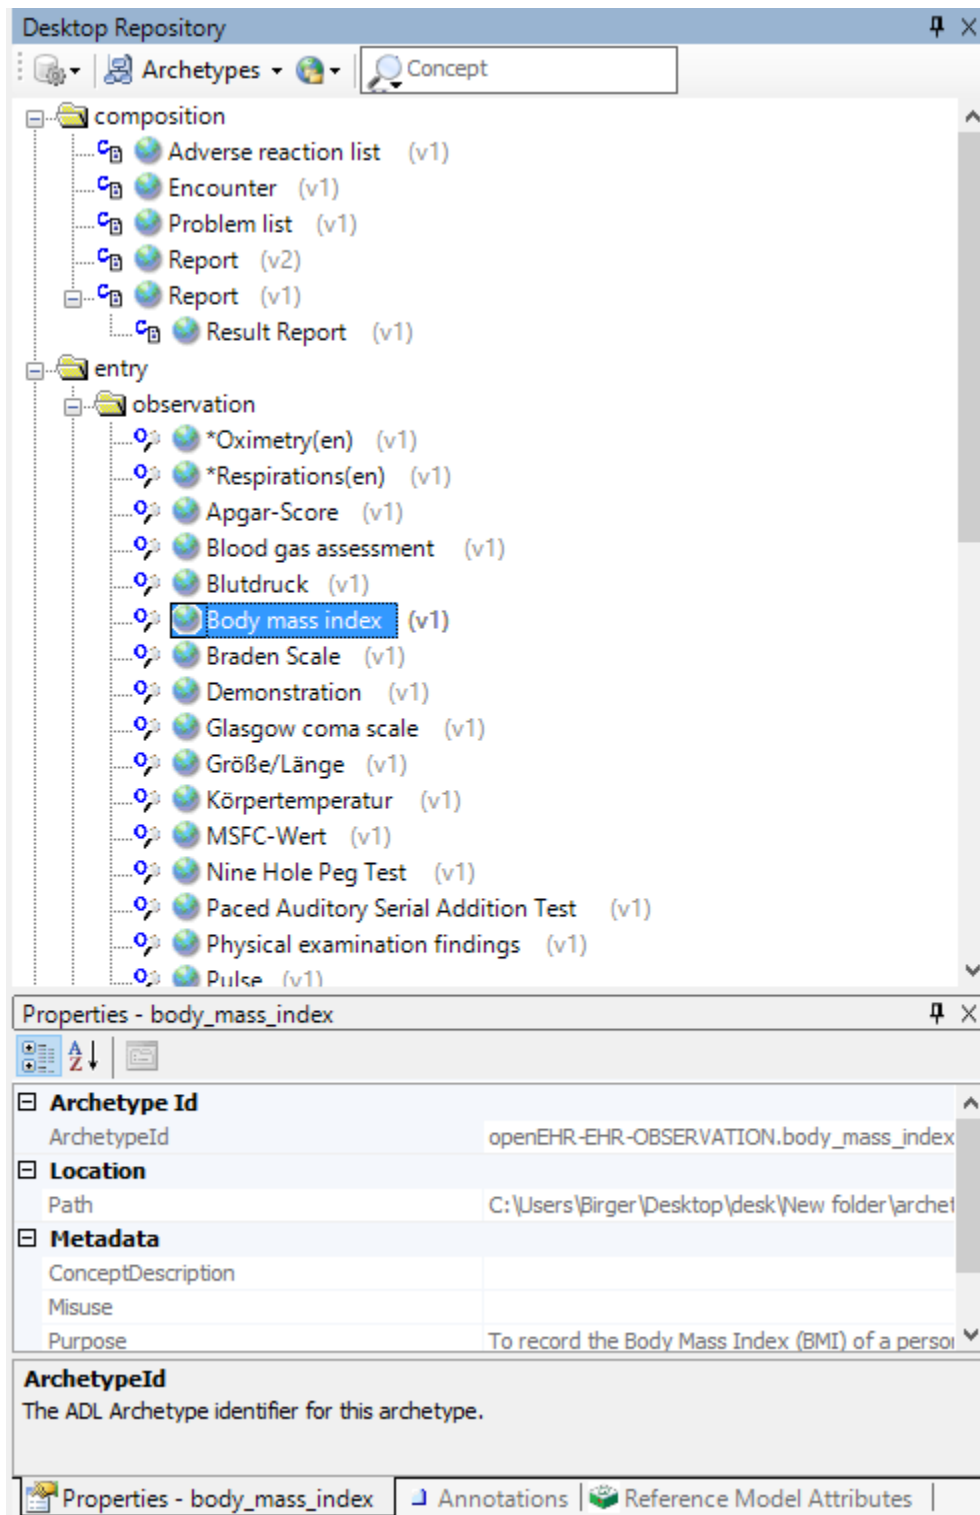 Desktop Repository
Archetypes Concept
composition
Adverse reaction list (v1)
Encounter (v1)
Problem list (v1)
Report (v2)
Report (v1)
Result Report (v1)
entry
observation
*Oximetry(en) (v1)
*Respirations(en) (v1)
Apgar-Score (v1)
Blood gas assessment (v1)
Blutdruck (v1)
Body mass index (v1)
Braden Scale (v1)
Demonstration (v1)
Glasgow coma scale (v1)
Größe/Länge (v1)
Körpertemperatur (v1)
MSFC-Wert (v1)
Nine Hole Peg Test (v1)
Paced Auditory Serial Addition Test (v1)
Physical examination findings (v1)
Pulse (v1)
Properties - body_mass_index
Archetype Id
ArchetypeId openEHR-EHR-OBSERVATION.body_mass_index
Location
Path C:\Users\Birger\Desktop\desk\New folder\archet
Metadata
ConceptDescription
Misuse
Purpose To record the Body Mass Index (BMI) of a person
ArchetypeId
The ADL Archetype identifier for this archetype.
Properties - body_mass_index Annotations Reference Model Attributes